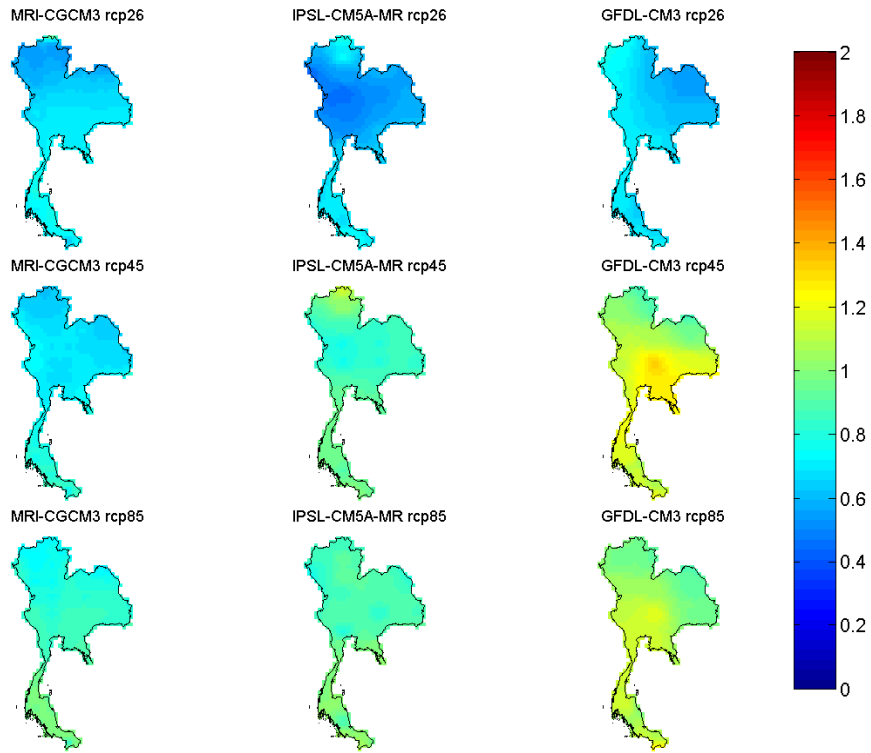 MRI-CGCM3 rcp26
IPSL-CM5A-MR rcp26
GFDL-CM3 rcp26
MRI-CGCM3 rcp45
IPSL-CM5A-MR rcp45
GFDL-CM3 rcp45
MRI-CGCM3 rcp85
IPSL-CM5A-MR rcp85
GFDL-CM3 rcp85
2
1.8
1.6
1.4
1.2
1
0.8
0.6
0.4
0.2
0